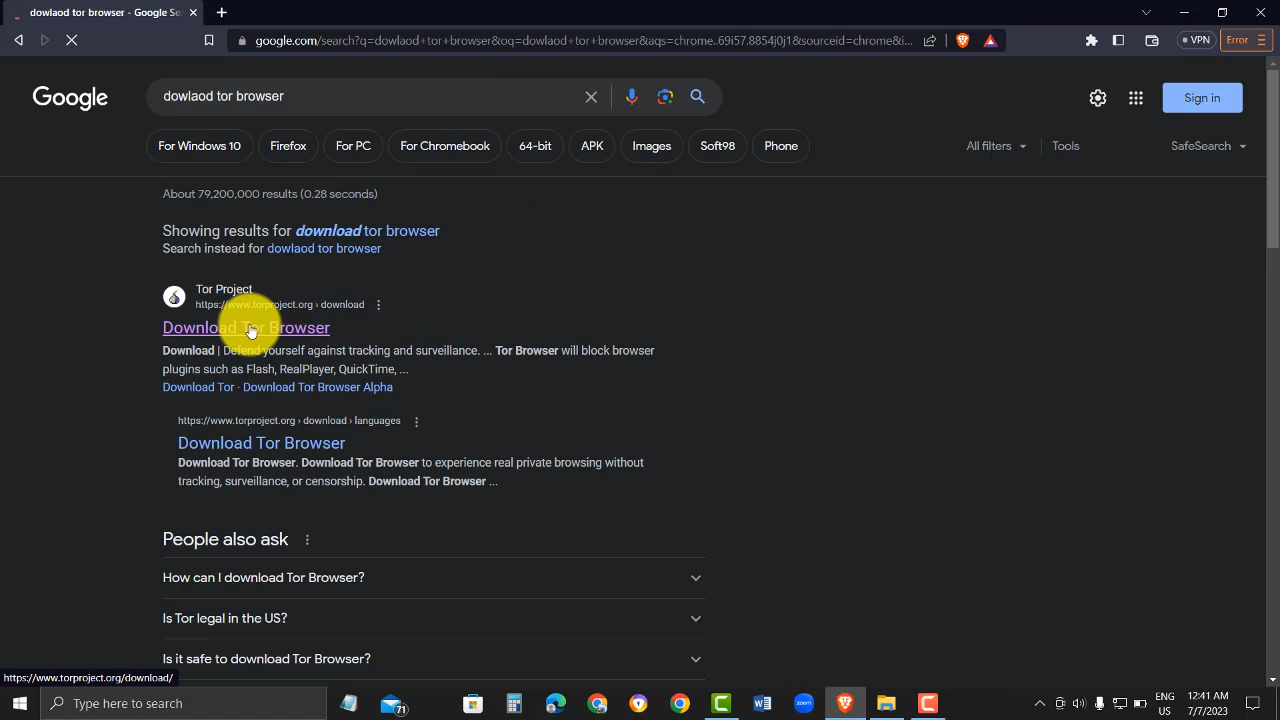 dowlaod tor browser - Google Se
google.com/search?q=dowlaod+tor+browser&oq=dowlaod+tor+browser&aqs=chrome..69i57.8854j0j1&sourceid=chrome&i...
VPN
Error
Google
dowlaod tor browser
Sign in
For Windows 10
Firefox
For PC
For Chromebook
64-bit
APK
Images
Soft98
Phone
All filters
Tools
SafeSearch
About 79,200,000 results (0.28 seconds)
Showing results for download tor browser
Search instead for dowlaod tor browser
Tor Project
https://www.torproject.org › download
Download Tor Browser
Download | Defend yourself against tracking and surveillance. ... Tor Browser will block browser
plugins such as Flash, RealPlayer, QuickTime, ...
Download Tor · Download Tor Browser Alpha
https://www.torproject.org › download › languages
Download Tor Browser
Download Tor Browser. Download Tor Browser to experience real private browsing without
tracking, surveillance, or censorship. Download Tor Browser ...
People also ask
How can I download Tor Browser?
Is Tor legal in the US?
Is it safe to download Tor Browser?
https://www.torproject.org/download/
Type here to search
71
zoom
ENG
US
12:41 AM
7/7/2023